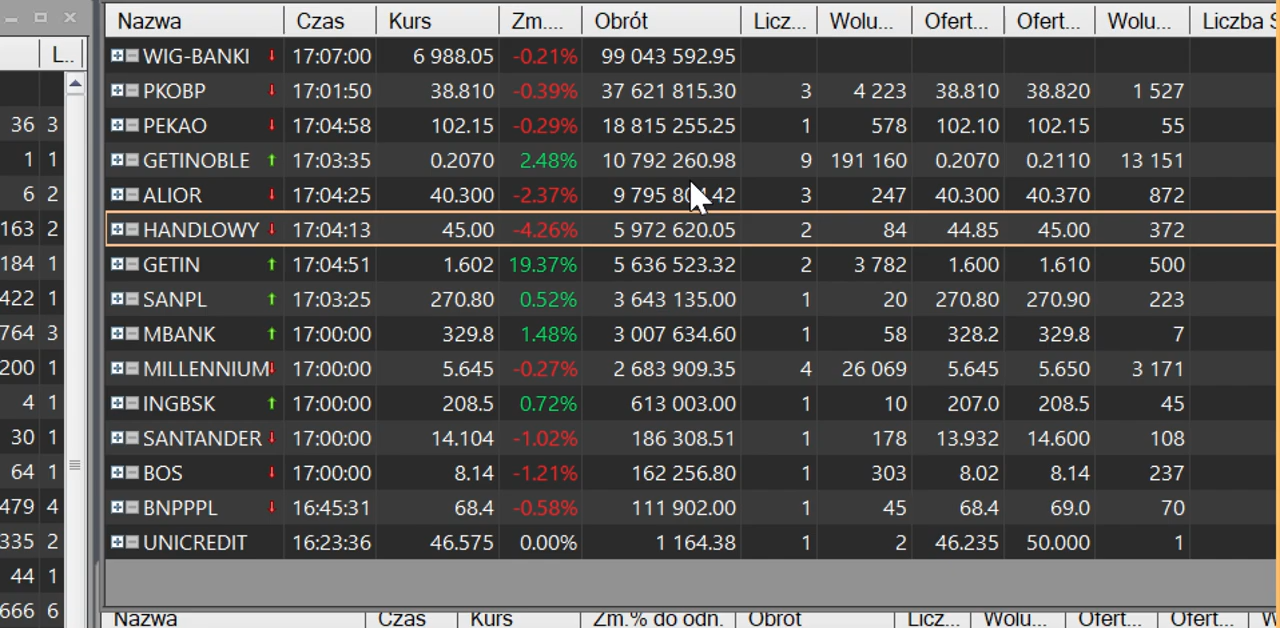 Nazwa Czas Kurs Zm.... Obrót Licz... Wolu... Ofert... Ofert... Wolu... Liczba S
L..
WIG-BANKI 17:07:00 6 988.05 -0.21% 99 043 592.95
PKOBP 17:01:50 38.810 -0.39% 37 621 815.30 3 4 223 38.810 38.820 1 527
36 3 PEKAO 17:04:58 102.15 -0.29% 18 815 255.25 1 578 102.10 102.15 55
1 1 GETINOBLE 17:03:35 0.2070 2.48% 10 792 260.98 9 191 160 0.2070 0.2110 13 151
6 2 ALIOR 17:04:25 40.300 -2.37% 9 795 42 3 247 40.300 40.370 872
163 2 HANDLOWY 17:04:13 45.00 -4.26% 5 972 620.05 2 84 44.85 45.00 372
184 1 GETIN 17:04:51 1.602 19.37% 5 636 523.32 2 3 782 1.600 1.610 500
422 1 SANPL 17:03:25 270.80 0.52% 3 643 135.00 1 20 270.80 270.90 223
764 3 MBANK 17:00:00 329.8 1.48% 3 007 634.60 1 58 328.2 329.8 7
200 1 MILLENNIUM 17:00:00 5.645 -0.27% 2 683 909.35 4 26 069 5.645 5.650 3 171
4 1 INGBSK 17:00:00 208.5 0.72% 613 003.00 1 10 207.0 208.5 45
30 1 SANTANDER 17:00:00 14.104 -1.02% 186 308.51 1 178 13.932 14.600 108
64 1 BOS 17:00:00 8.14 -1.21% 162 256.80 1 303 8.02 8.14 237
479 4 BNPPPL 16:45:31 68.4 -0.58% 111 902.00 1 45 68.4 69.0 70
335 2 UNICREDIT 16:23:36 46.575 0.00% 1 164.38 1 2 46.235 50.000 1
44 1
666 6
Nazwa Czas Kurs Zm.% do odn. Obrót Licz... Wolu... Ofert... Ofert... W